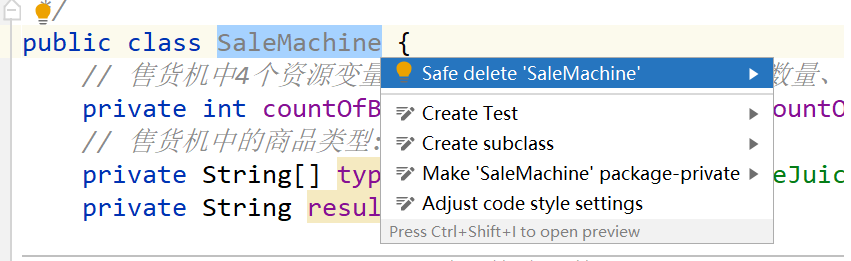 /
public class SaleMachine {
// 售货机中4个资源变量 数量、
private int countOfB countO
// 售货机中的商品类型:
private String[] typ eJuic
private String resul
Safe delete 'SaleMachine'
Create Test
Create subclass
Make 'SaleMachine' package-private
Adjust code style settings
Press Ctrl+Shift+I to open preview